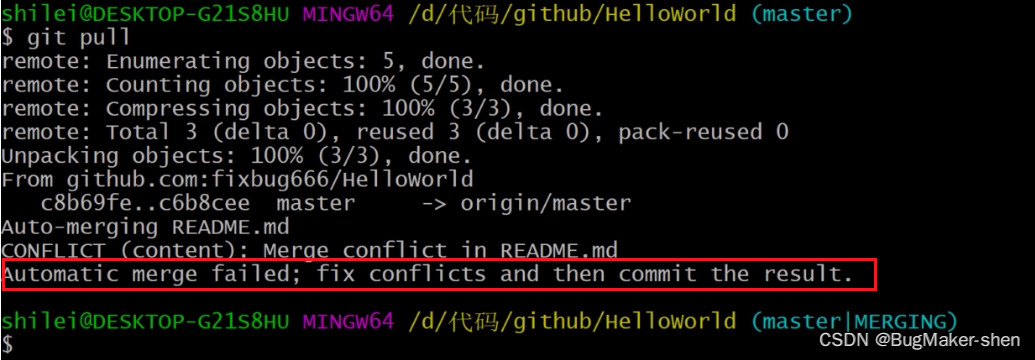 shilei@DESKTOP-G21S8HU MINGW64 /d/代码/github/HelloWorld (master)
$ git pull
remote: Enumerating objects: 5, done.
remote: Counting objects: 100% (5/5), done.
remote: Compressing objects: 100% (3/3), done.
remote: Total 3 (delta 0), reused 3 (delta 0), pack-reused 0
Unpacking objects: 100% (3/3), done.
From github.com:fixbug666/HelloWorld
   c8b69fe..c6b8cee  master     -> origin/master
Auto-merging README.md
CONFLICT (content): Merge conflict in README.md
Automatic merge failed; fix conflicts and then commit the result.
shilei@DESKTOP-G21S8HU MINGW64 /d/代码/github/HelloWorld (master|MERGING)
$
CSDN @BugMaker-shen